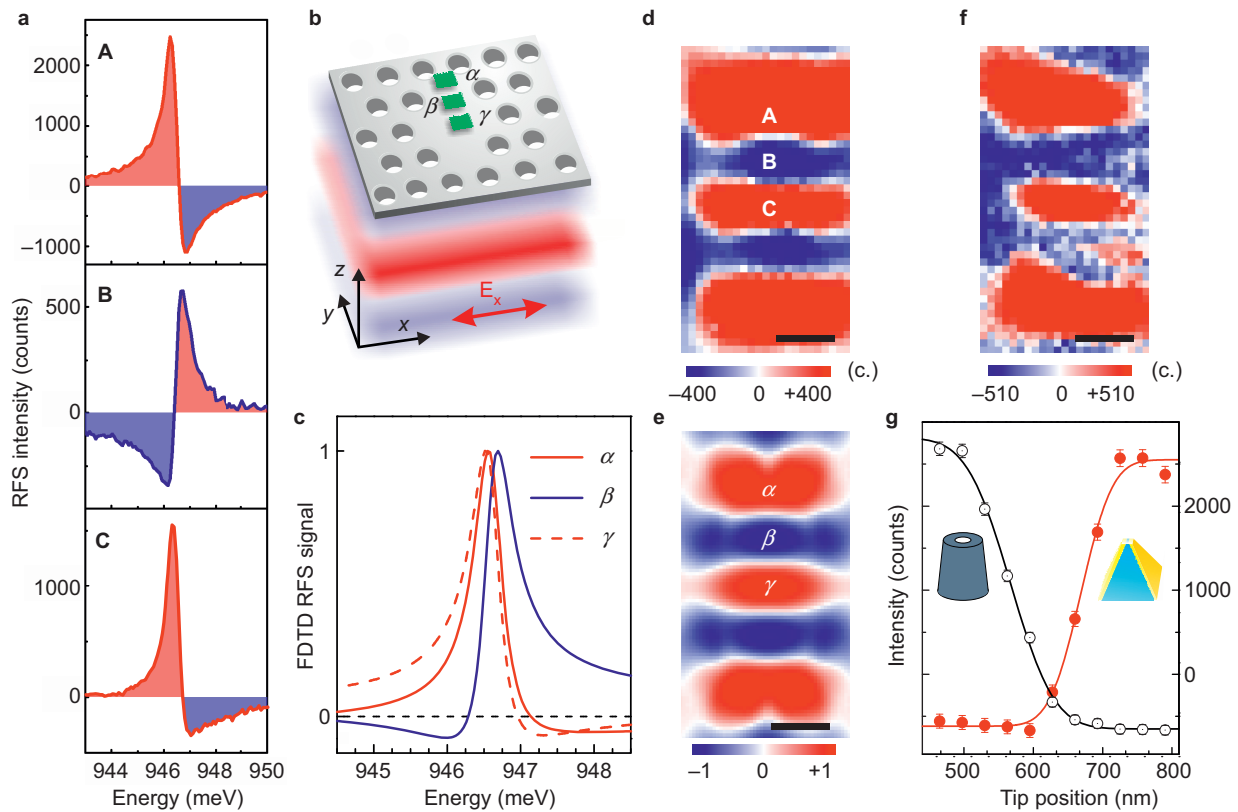 a
A
2000
1000
0
−1000
B
500
0
C
1000
0
944
946
948
950
Energy (meV)
RFS intensity (counts)
b
α
β
γ
z
y
x
Ex
c
α
β
γ
1
0
945
946
947
948
Energy (meV)
FDTD RFS signal
d
A
B
C
−400
0
+400
(c.)
e
α
β
γ
−1
0
+1
f
−510
0
+510
(c.)
g
Intensity (counts)
2000
1000
0
500
600
700
800
Tip position (nm)